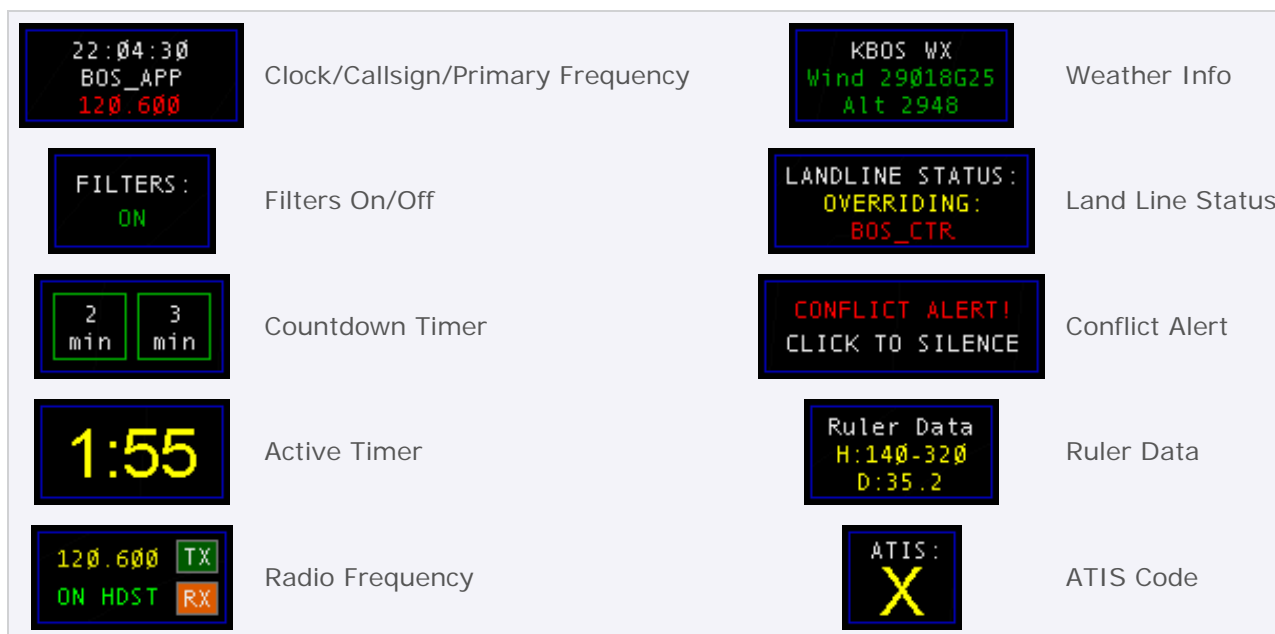 22:04:30
BOS_APP
120.600
Clock/Callsign/Primary Frequency
KBOS WX
Wind 29018G25
Alt 2948
Weather Info
FILTERS:
ON
Filters On/Off
LANDLINE STATUS:
OVERRIDING:
BOS_CTR
Land Line Status
2 min
3 min
Countdown Timer
CONFLICT ALERT!
CLICK TO SILENCE
Conflict Alert
1:55
Active Timer
Ruler Data
H:140-320
D:35.2
Ruler Data
120.600 TX
ON HDST RX
Radio Frequency
ATIS:
X
ATIS Code